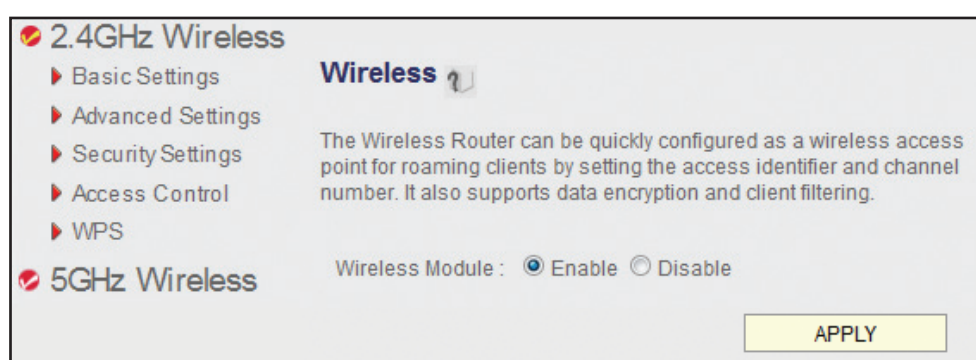 2.4GHz Wireless
Basic Settings
Advanced Settings
Security Settings
Access Control
WPS
5GHz Wireless
Wireless
The Wireless Router can be quickly configured as a wireless access
point for roaming clients by setting the access identifier and channel
number. It also supports data encryption and client filtering.
Wireless Module : Enable Disable
APPLY